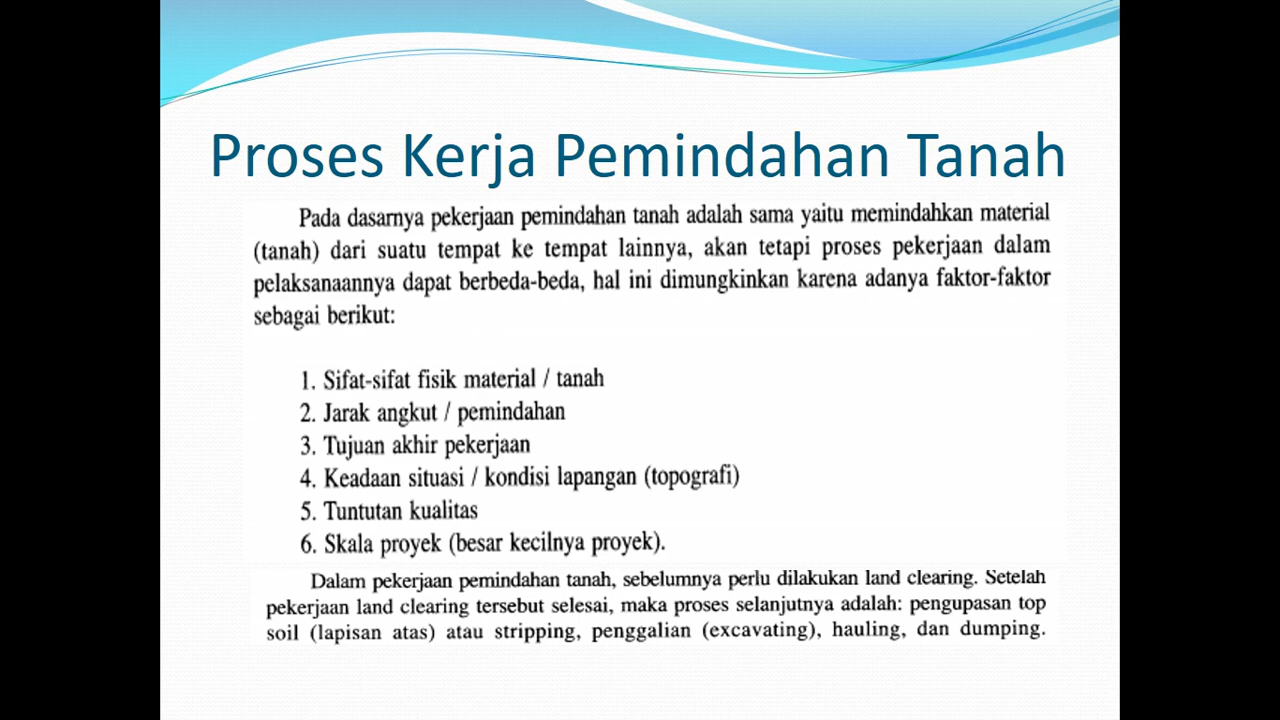 Proses Kerja Pemindahan Tanah
Pada dasarnya pekerjaan pemindahan tanah adalah sama yaitu memindahkan material
(tanah) dari suatu tempat ke tempat lainnya, akan tetapi proses pekerjaan dalam
pelaksanaannya dapat berbeda-beda, hal ini dimungkinkan karena adanya faktor-faktor
sebagai berikut:
1. Sifat-sifat fisik material / tanah
2. Jarak angkut / pemindahan
3. Tujuan akhir pekerjaan
4. Keadaan situasi / kondisi lapangan (topografi)
5. Tuntutan kualitas
6. Skala proyek (besar kecilnya proyek).
Dalam pekerjaan pemindahan tanah, sebelumnya perlu dilakukan land clearing. Setelah
pekerjaan land clearing tersebut selesai, maka proses selanjutnya adalah: pengupasan top
soil (lapisan atas) atau stripping, penggalian (excavating), hauling, dan dumping.